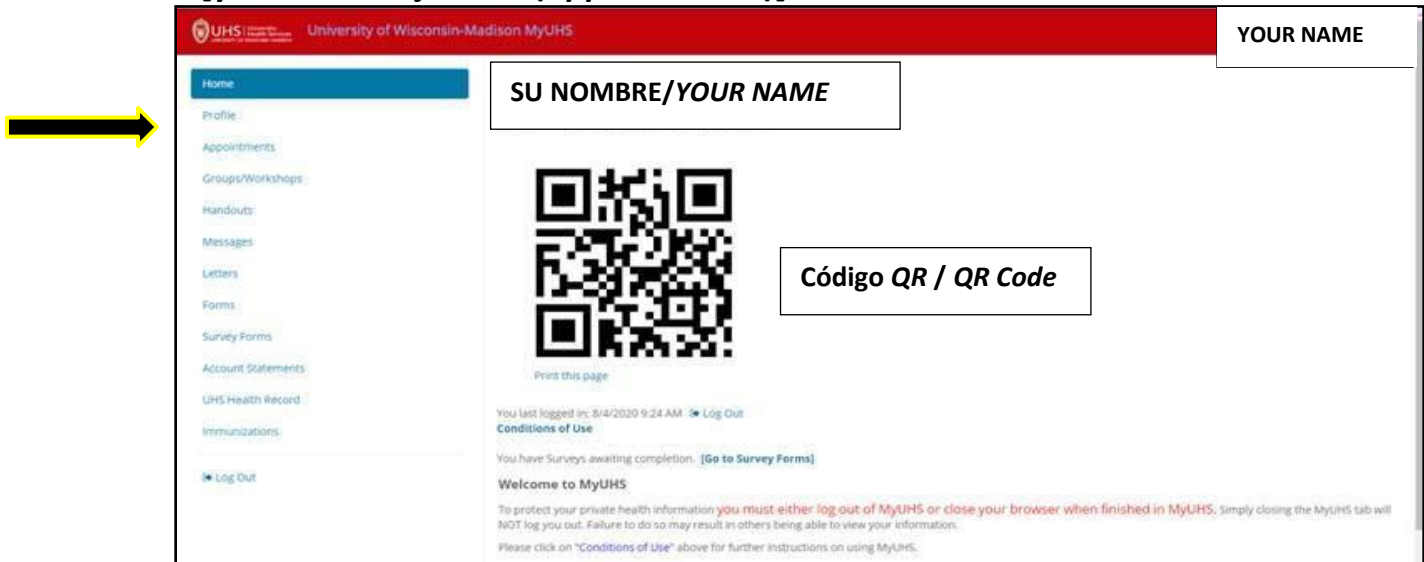 UHS University of Wisconsin-Madison MyUHS
YOUR NAME
Home
Profile
Appointments
Groups/Workshops
Handouts
Messages
Letters
Forms
Survey Forms
Account Statements
UHS Health Record
Immunizations
Log Out
SU NOMBRE/YOUR NAME
Código QR / QR Code
Print this page
You last logged in: 8/4/2020 9:24 AM Log Out
Conditions of Use
You have Surveys awaiting completion. [Go to Survey Forms]
Welcome to MyUHS
To protect your private health information you must either log out of MyUHS or close your browser when finished in MyUHS. Simply closing the MyUHS tab will
NOT log you out. Failure to do so may result in others being able to view your information.
Please click on "Conditions of Use" above for further instructions on using MyUHS.